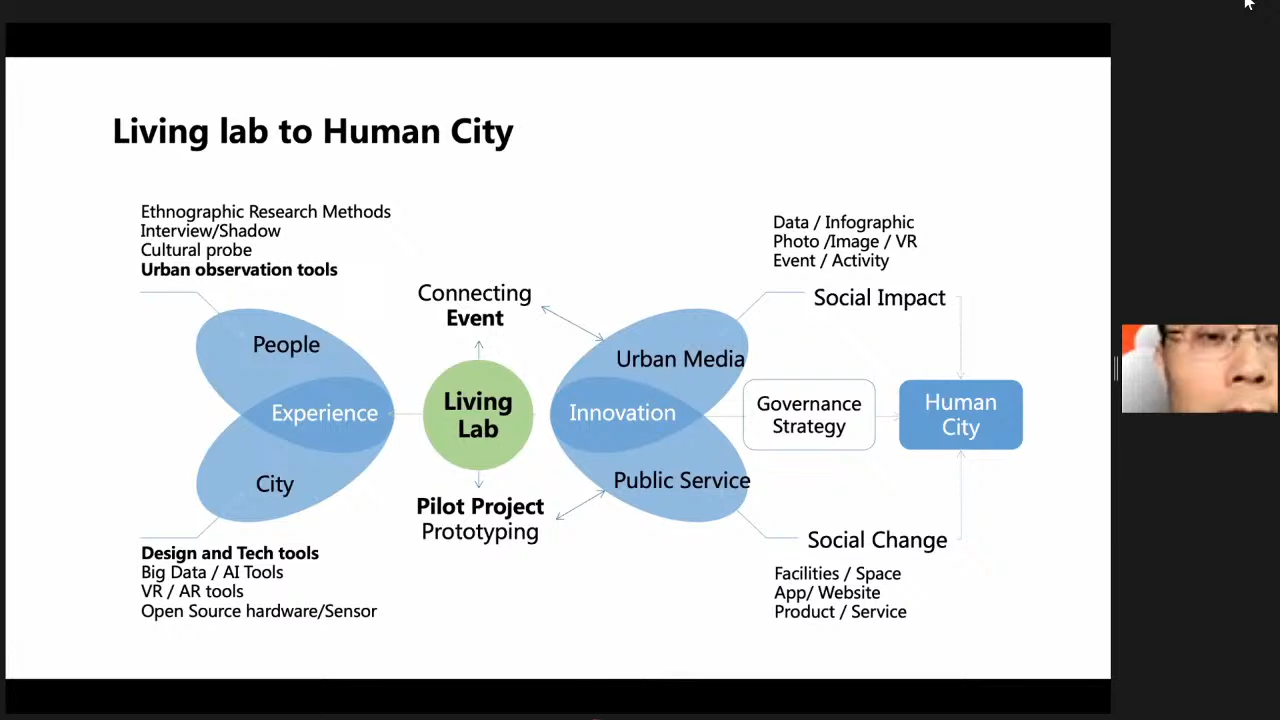 Living lab to Human City
Ethnographic Research Methods
Interview/Shadow
Cultural probe
Urban observation tools
People
Experience
City
Design and Tech tools
Big Data / AI Tools
VR / AR tools
Open Source hardware/Sensor
Connecting
Event
Living
Lab
Pilot Project
Prototyping
Urban Media
Innovation
Public Service
Data / Infographic
Photo /Image / VR
Event / Activity
Social Impact
Governance
Strategy
Human
City
Social Change
Facilities / Space
App/ Website
Product / Service